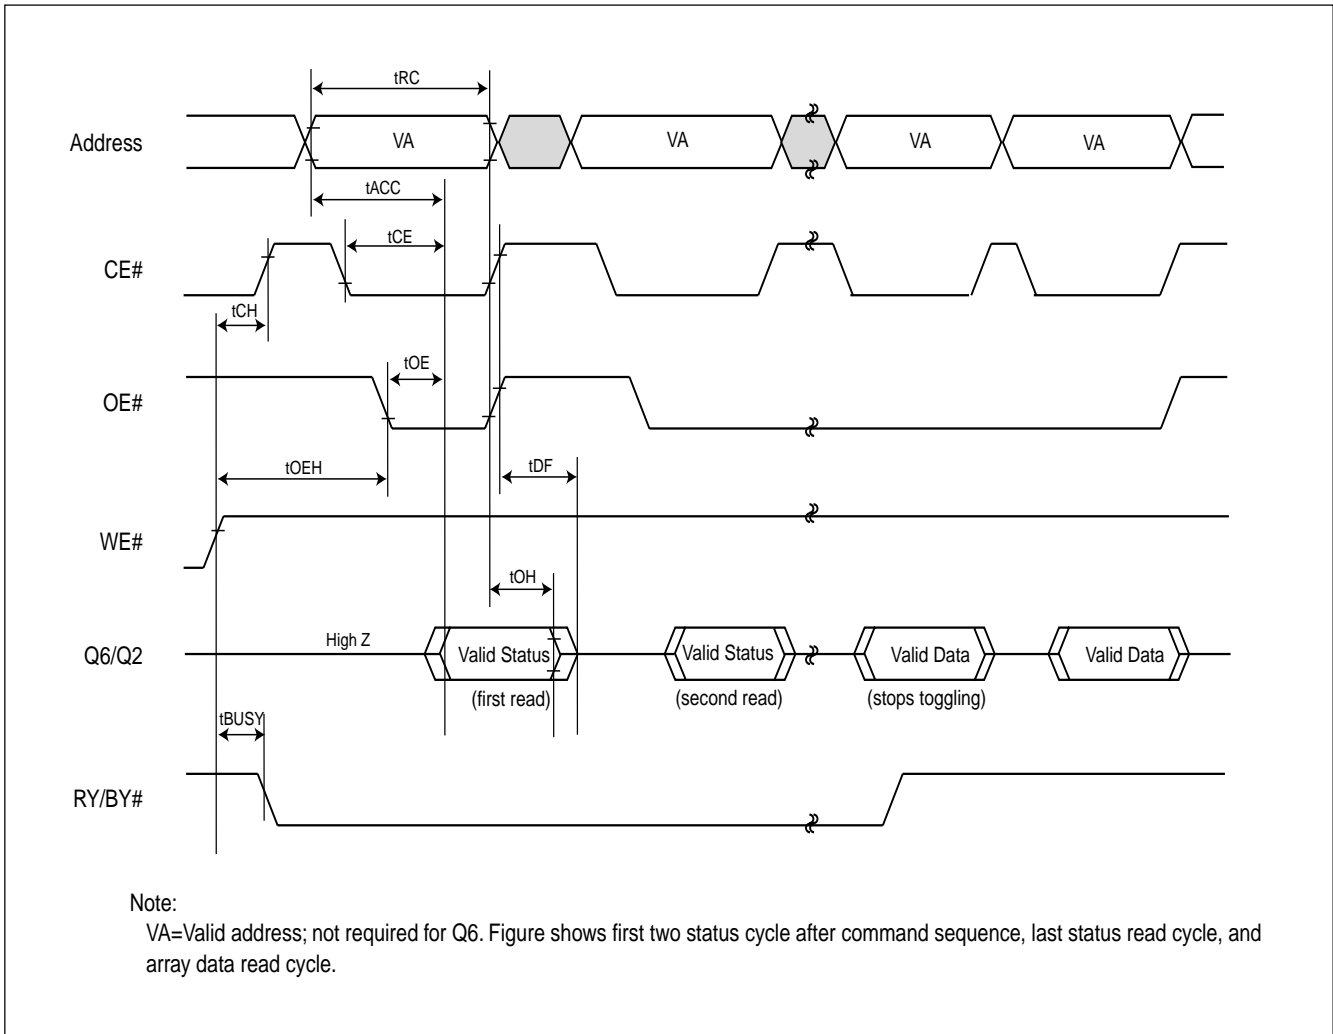 tRC
Address
VA
VA
VA
VA
tACC
tCE
CE#
tCH
tOE
OE#
tOEH
tDF
WE#
tOH
Q6/Q2
High Z
Valid Status
Valid Status
Valid Data
Valid Data
(first read)
(second read)
(stops toggling)
tBUSY
RY/BY#
Note:
VA=Valid address; not required for Q6. Figure shows first two status cycle after command sequence, last status read cycle, and
array data read cycle.